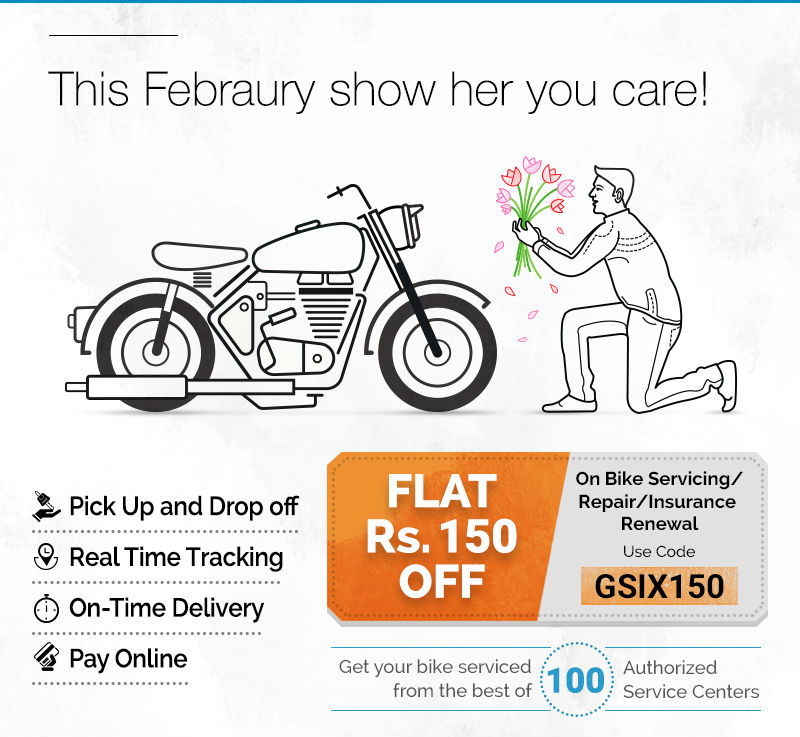 This Febraury show her you care!
Pick Up and Drop off
Real Time Tracking
On-Time Delivery
Pay Online
FLAT
Rs. 150
OFF
On Bike Servicing/
Repair/Insurance
Renewal
Use Code
GSIX150
Get your bike serviced
from the best of
100
Authorized
Service Centers